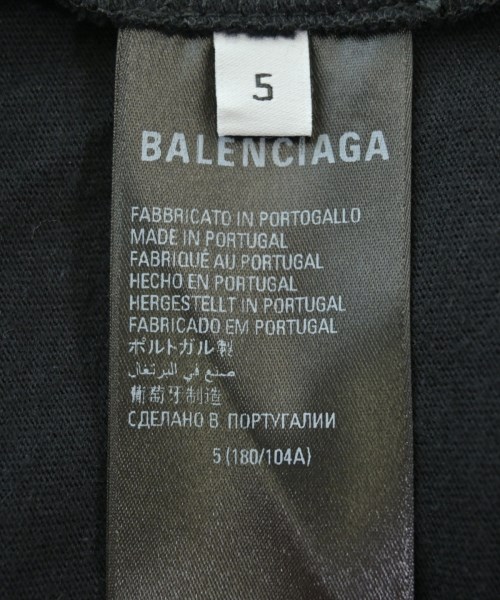 5
BALENCIAGA
FABBRICATO IN PORTOGALLO
MADE IN PORTUGAL
FABRIQUÉ AU PORTUGAL
HECHO EN PORTUGAL
HERGESTELLT IN PORTUGAL
FABRICADO EM PORTUGAL
ポルトガル製
صنع في البرتغال
葡萄牙制造
СДЕЛАНО В ПОРТУГАЛИИ
5 (180/104A)